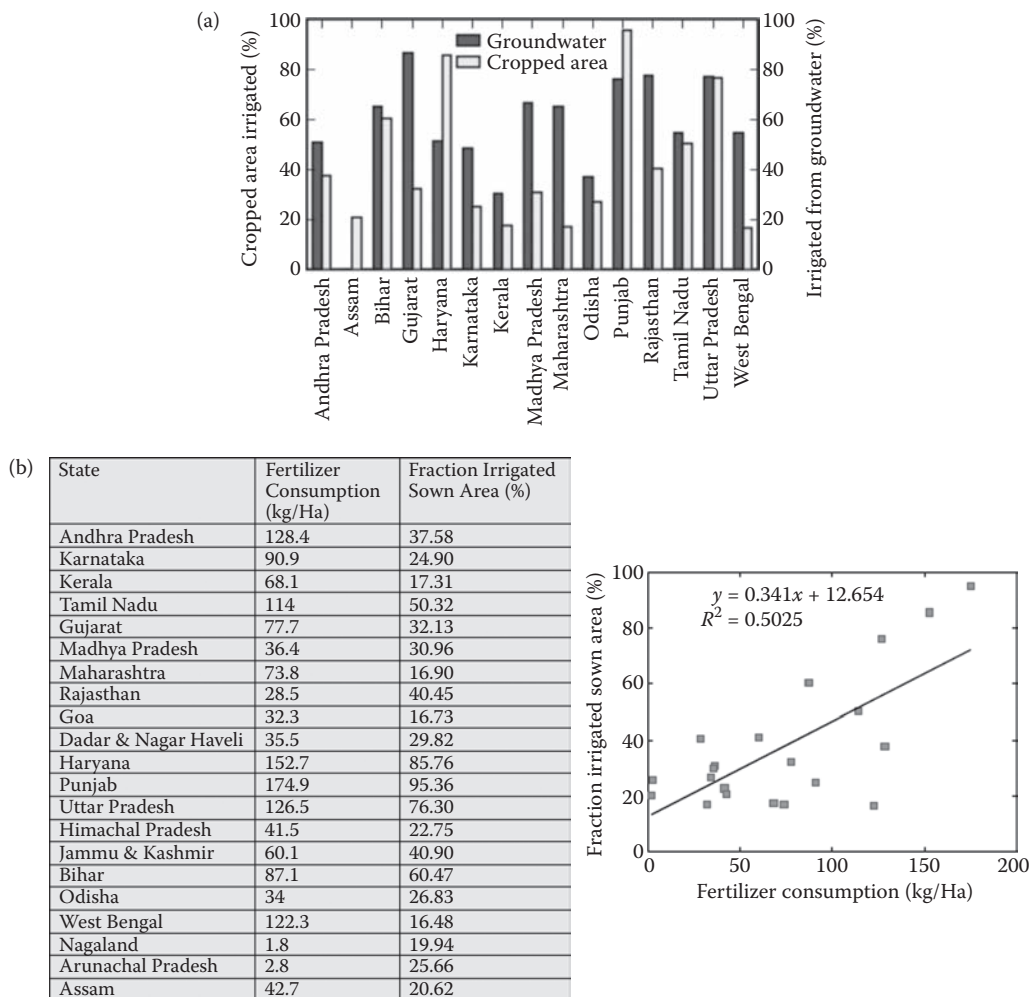 (a)
Cropped area irrigated (%)
100
80
60
40
20
0
Groundwater
Cropped area
100
80
60
40
20
0
Irrigated from groundwater (%)
Andhra Pradesh
Assam
Bihar
Gujarat
Haryana
Karnataka
Kerala
Madhya Pradesh
Maharashtra
Odisha
Punjab
Rajasthan
Tamil Nadu
Uttar Pradesh
West Bengal
(b)
State Fertilizer Consumption (kg/Ha) Fraction Irrigated Sown Area (%)
Andhra Pradesh 128.4 37.58
Karnataka 90.9 24.90
Kerala 68.1 17.31
Tamil Nadu 114 50.32
Gujarat 77.7 32.13
Madhya Pradesh 36.4 30.96
Maharashtra 73.8 16.90
Rajasthan 28.5 40.45
Goa 32.3 16.73
Dadar & Nagar Haveli 35.5 29.82
Haryana 152.7 85.76
Punjab 174.9 95.36
Uttar Pradesh 126.5 76.30
Himachal Pradesh 41.5 22.75
Jammu & Kashmir 60.1 40.90
Bihar 87.1 60.47
Odisha 34 26.83
West Bengal 122.3 16.48
Nagaland 1.8 19.94
Arunachal Pradesh 2.8 25.66
Assam 42.7 20.62
Fraction irrigated sown area (%)
100
80
60
40
20
0
y = 0.341x + 12.654
R² = 0.5025
0 50 100 150 200
Fertilizer consumption (kg/Ha)